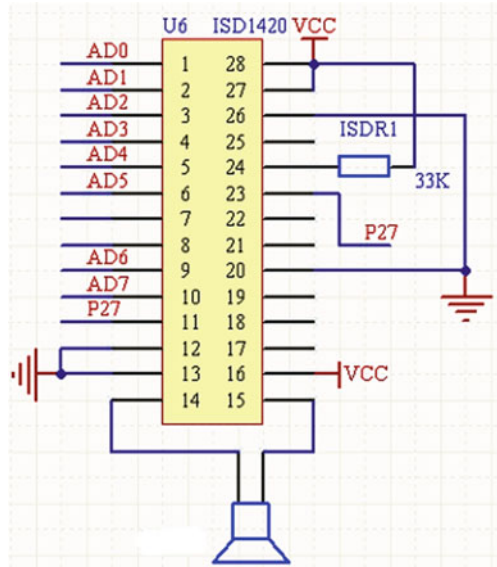 U6 ISD1420 VCC
AD0 1 28
AD1 2 27
AD2 3 26
AD3 4 25 ISDR1
AD4 5 24 33K
AD5 6 23
7 22 P27
8 21
AD6 9 20
AD7 10 19
P27 11 18
12 17
13 16 VCC
14 15